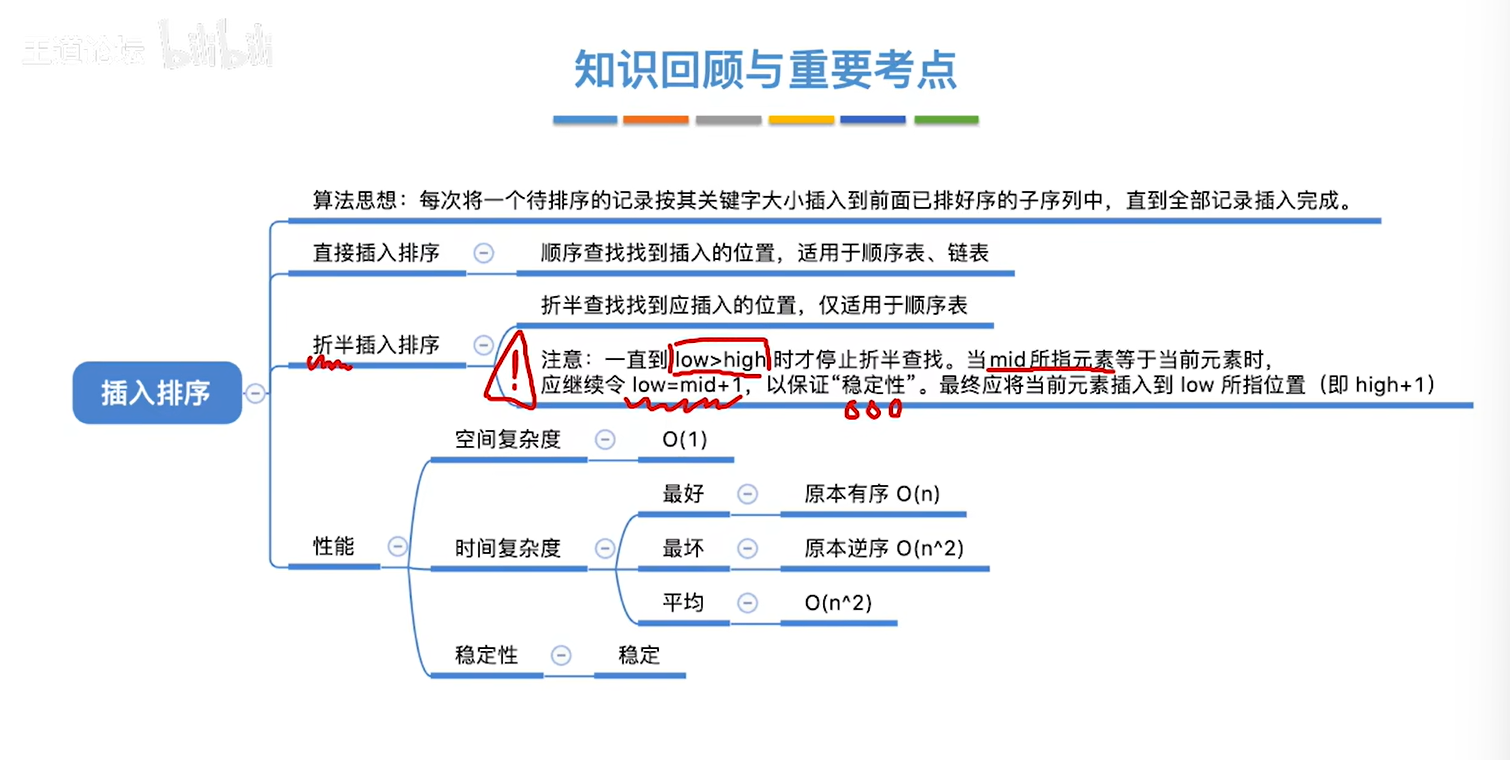 王道论坛 bilibili
知识回顾与重要考点
算法思想：每次将一个待排序的记录按其关键字大小插入到前面已排好序的子序列中，直到全部记录插入完成。
直接插入排序
顺序查找找到插入的位置，适用于顺序表、链表
折半插入排序
折半查找找到应插入的位置，仅适用于顺序表
注意：一直到 low>high 时才停止折半查找。当 mid 所指元素等于当前元素时，
应继续令 low=mid+1，以保证“稳定性”。最终应将当前元素插入到 low 所指位置（即 high+1）
插入排序
空间复杂度
O(1)
性能
时间复杂度
最好
原本有序 O(n)
最坏
原本逆序 O(n^2)
平均
O(n^2)
稳定性
稳定